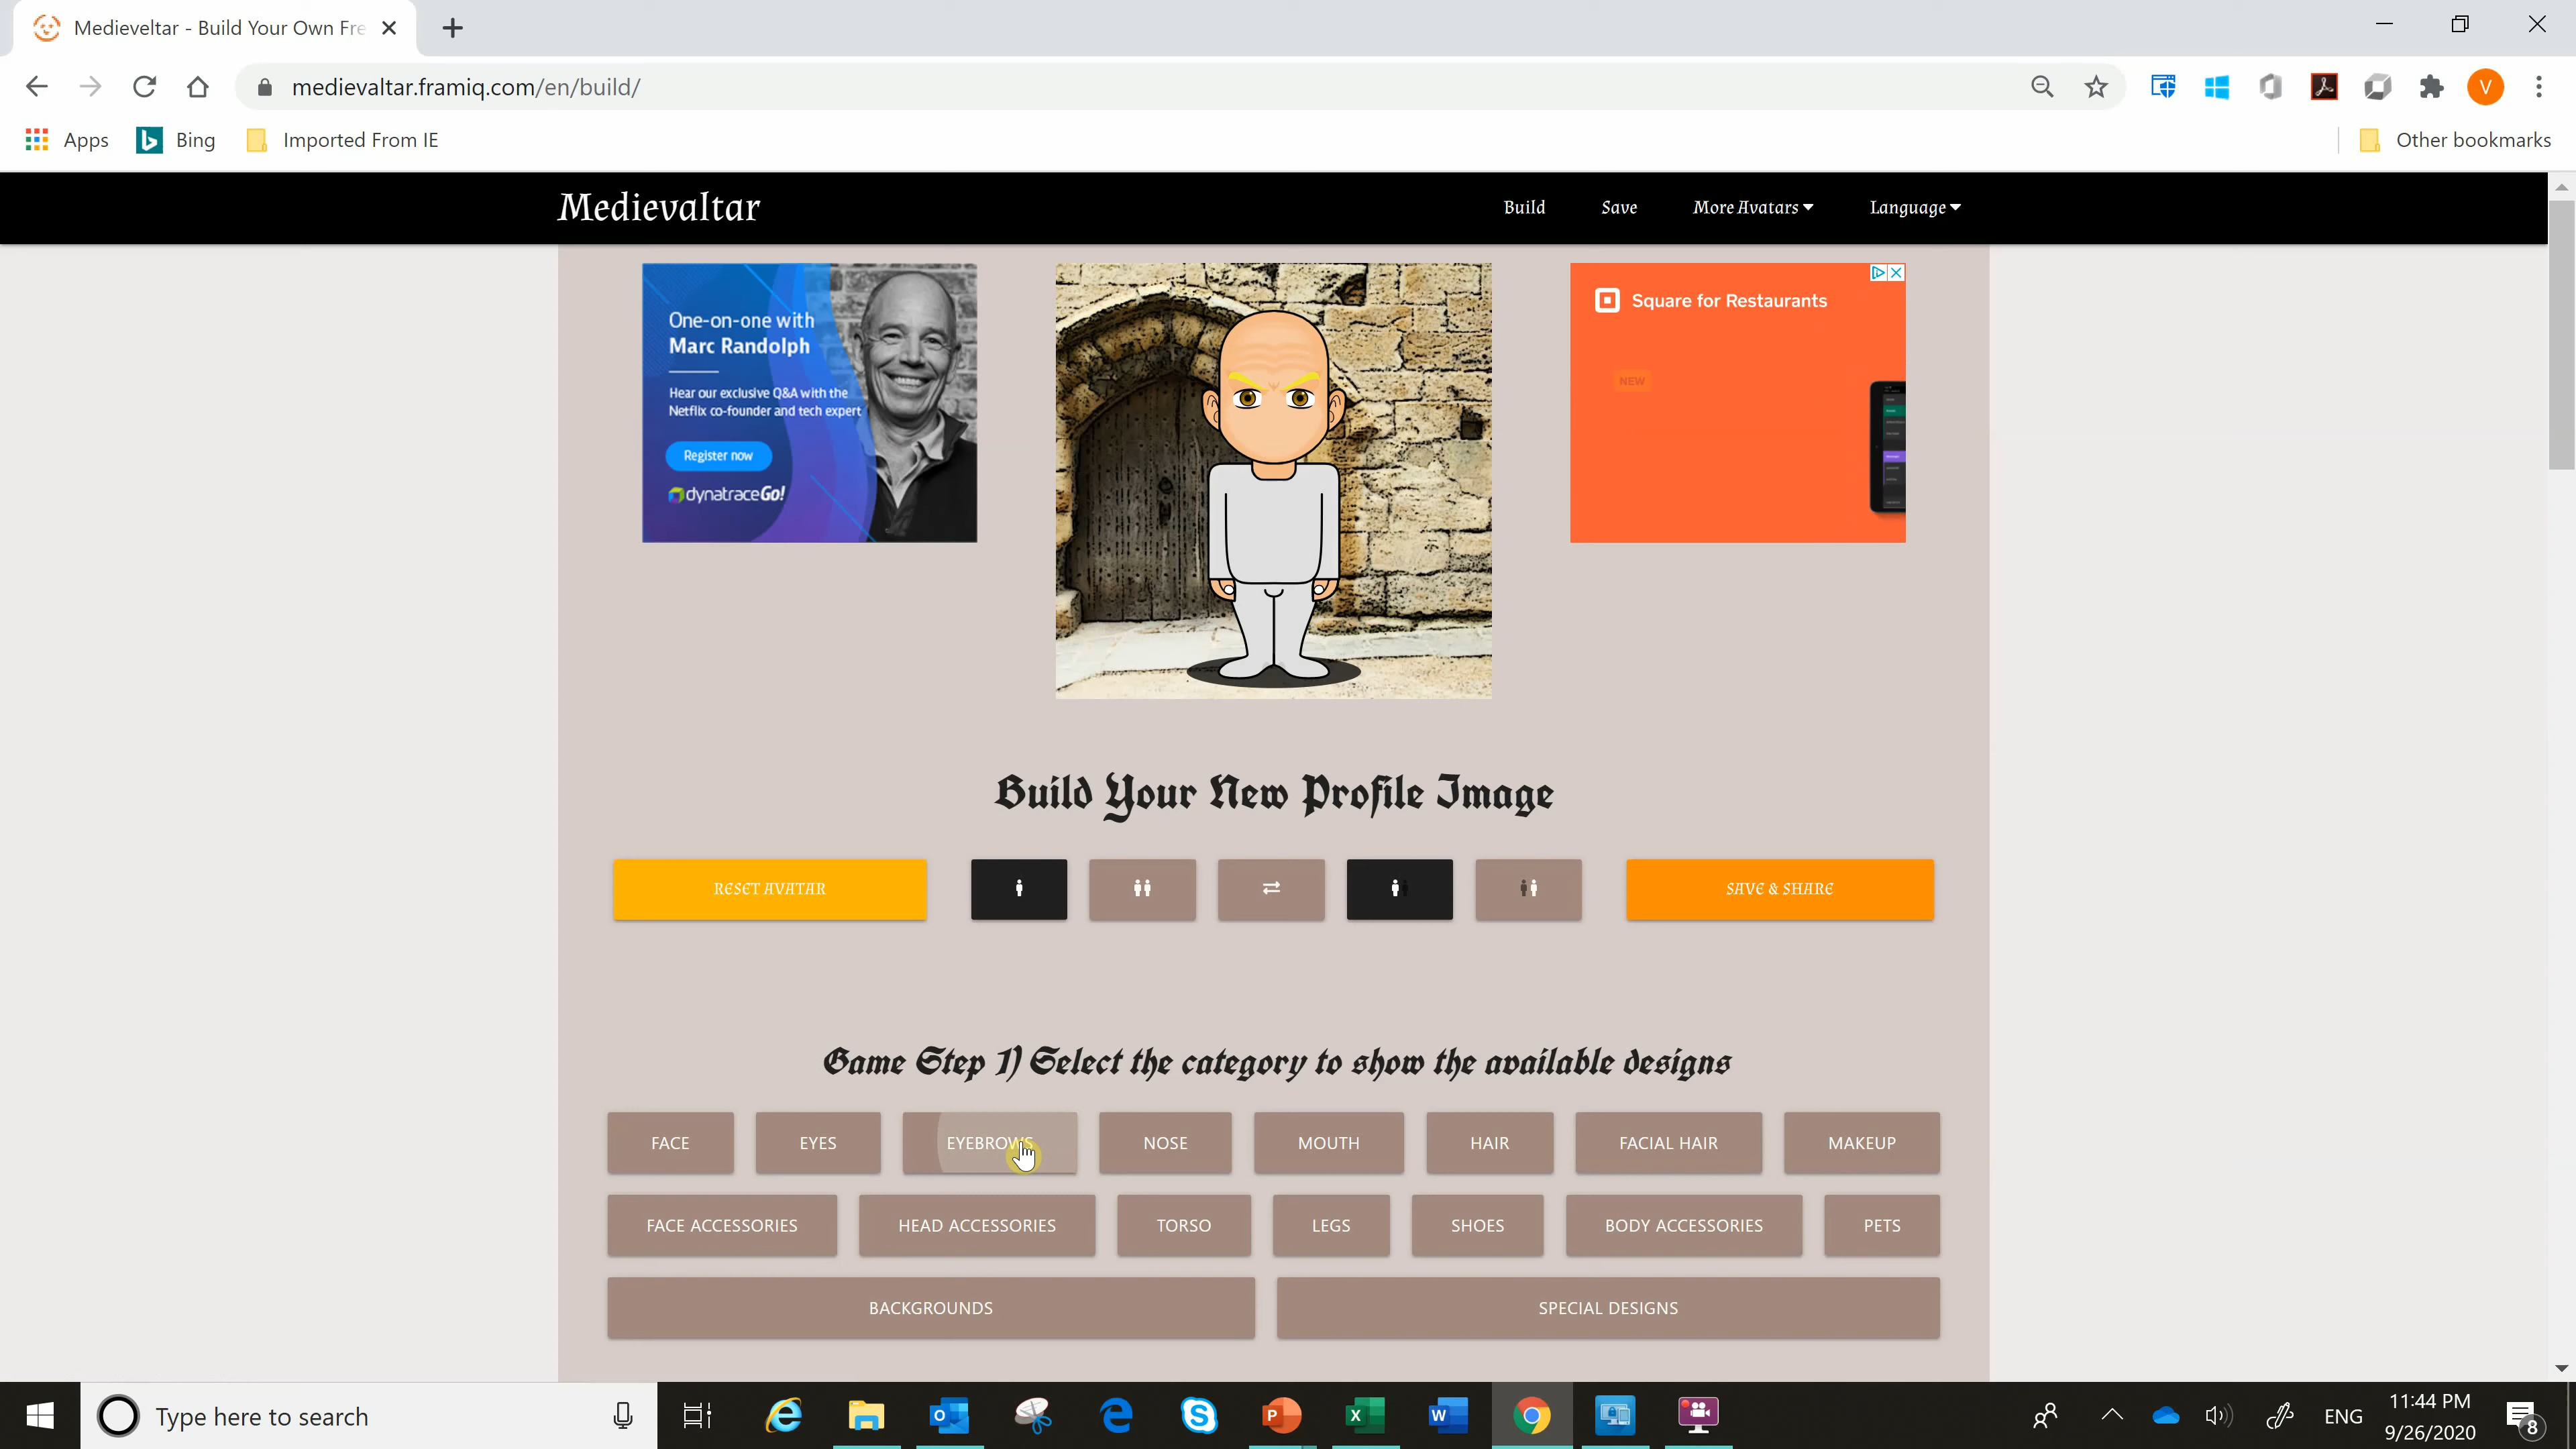 Medieveltar - Build Your Own Fre
medievaltar.framiq.com/en/build/
V
Apps
Bing
Imported From IE
Other bookmarks
Medievaltar
Build
Save
More Avatars
Language
One-on-one with
Marc Randolph
Hear our exclusive Q&A with the
Netflix co-founder and tech expert
Register now
dynatraceGo!
Square for Restaurants
NEW
Build Your New Profile Image
RESET AVATAR
SAVE & SHARE
Game Step 1) Select the category to show the available designs
FACE
EYES
EYEBROWS
NOSE
MOUTH
HAIR
FACIAL HAIR
MAKEUP
FACE ACCESSORIES
HEAD ACCESSORIES
TORSO
LEGS
SHOES
BODY ACCESSORIES
PETS
BACKGROUNDS
SPECIAL DESIGNS
Type here to search
ENG
11:44 PM
9/26/2020
8